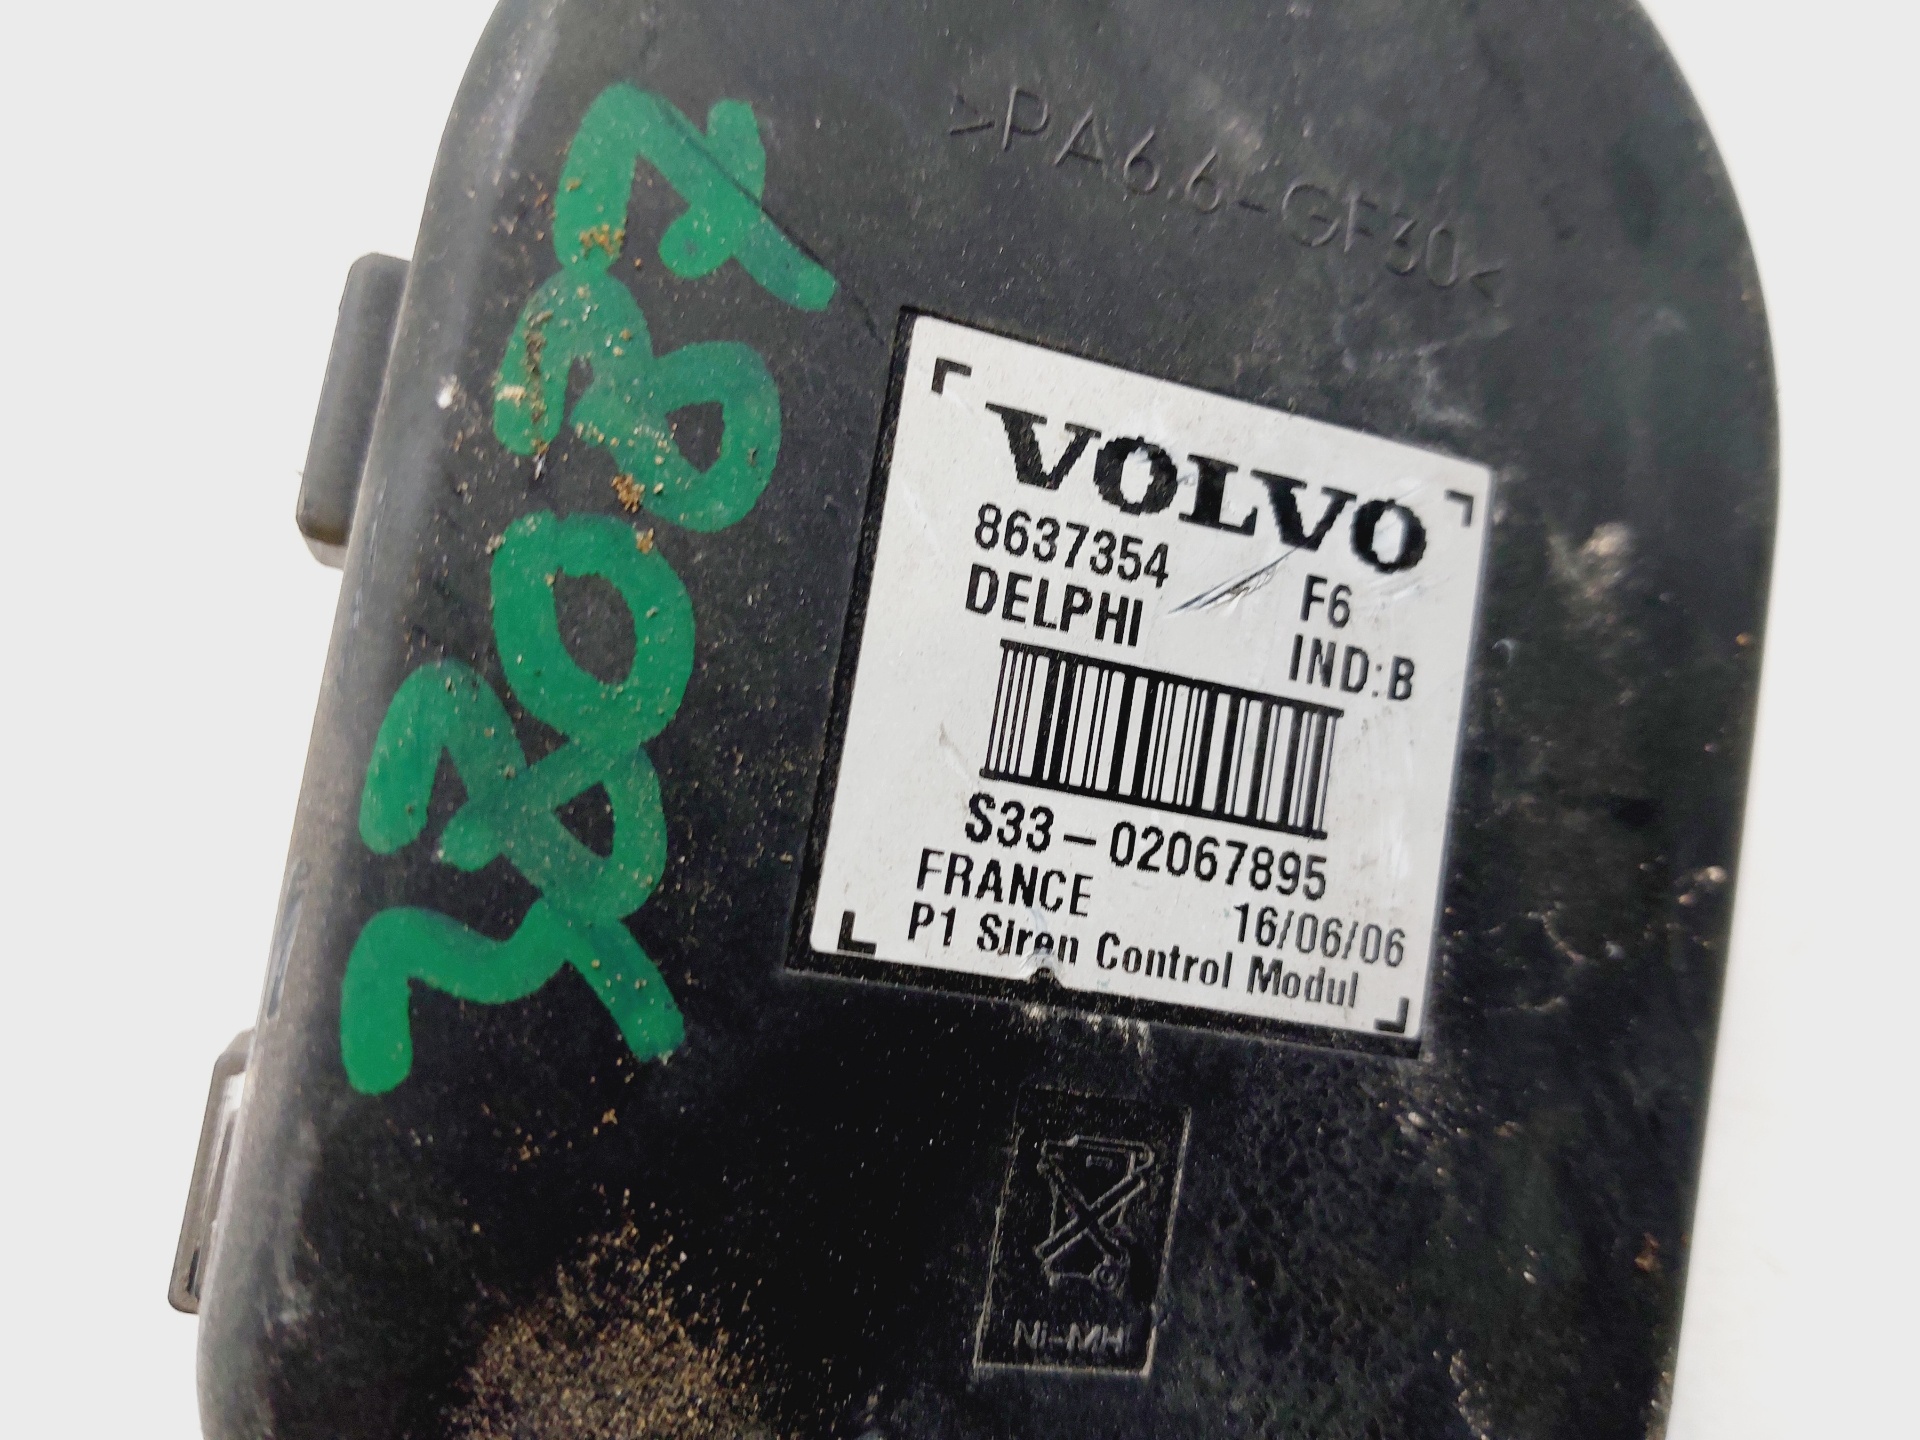 >PA6.6-GF30<
VOLVO
8637354 F6
DELPHI IND:B
S33-02067895
FRANCE 16/06/06
P1 Siren Control Modul
Ni-MH